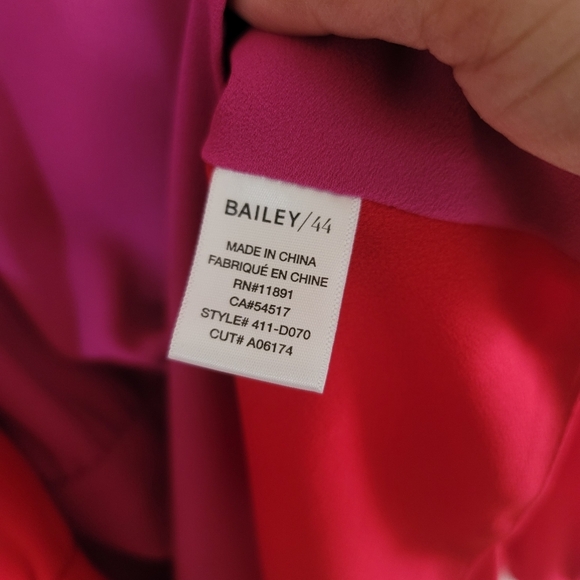 BAILEY/44
MADE IN CHINA
FABRIQUÉ EN CHINE
RN#11891
CA#54517
STYLE# 411-D070
CUT# A06174